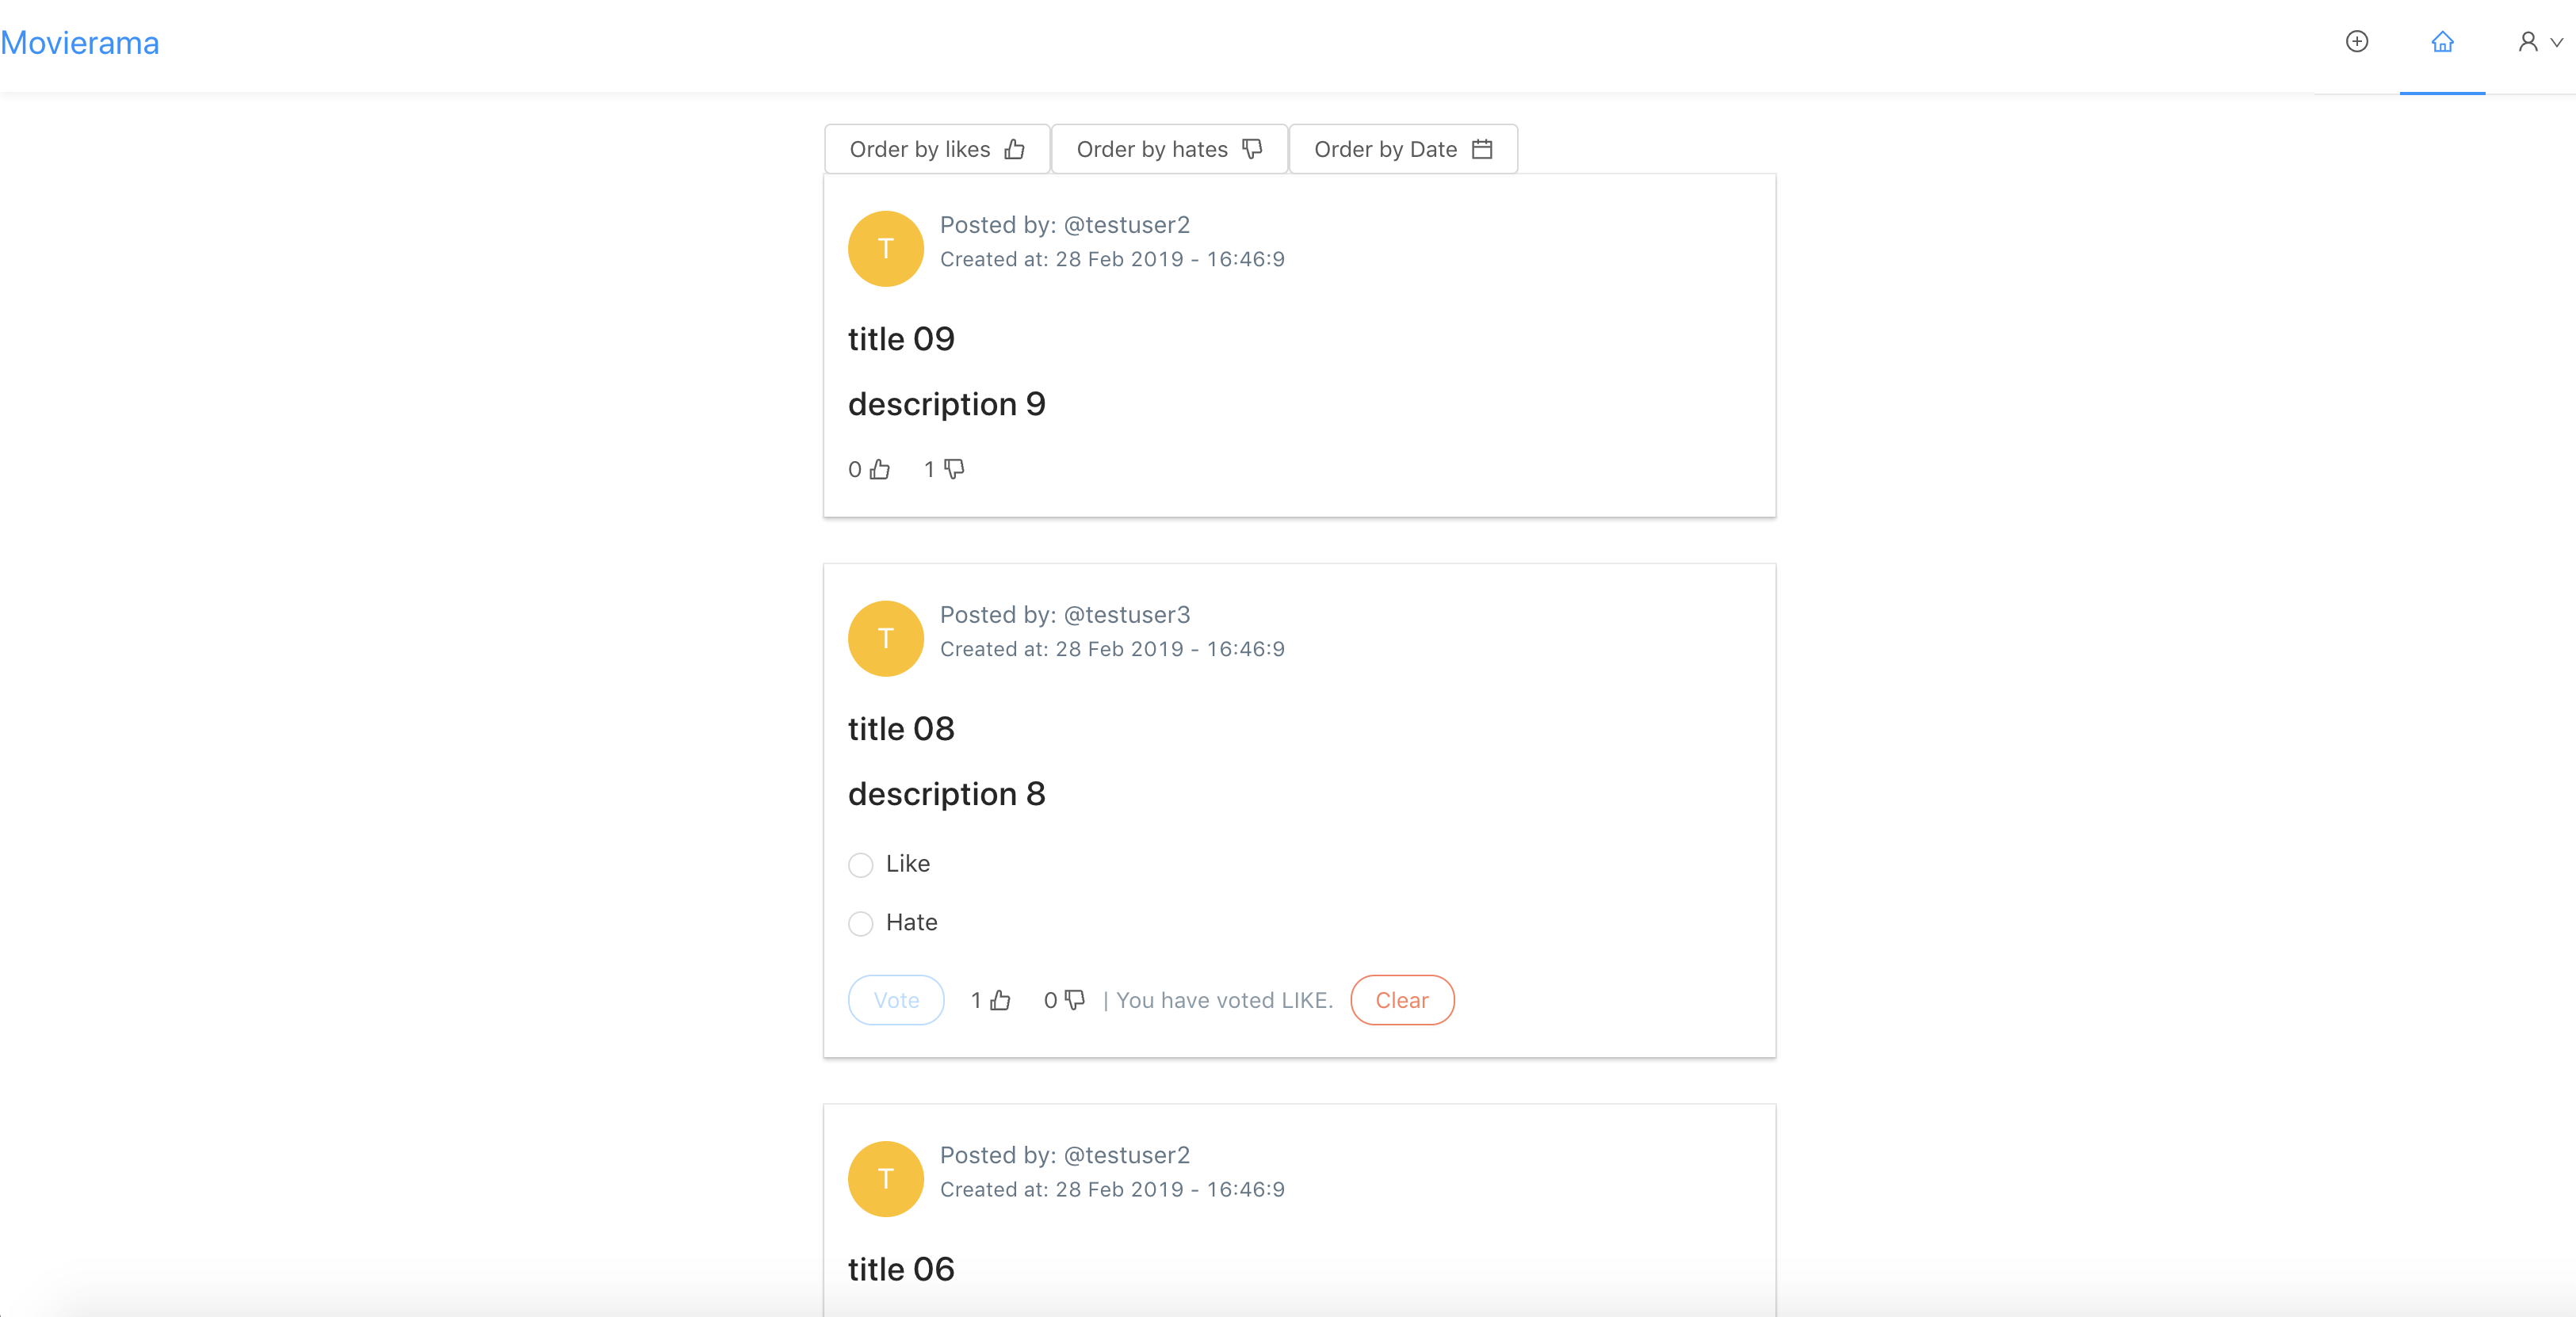 Movierama
Order by likes Order by hates Order by Date
T
Posted by: @testuser2
Created at: 28 Feb 2019 - 16:46:9
title 09
description 9
0 1
T
Posted by: @testuser3
Created at: 28 Feb 2019 - 16:46:9
title 08
description 8
Like
Hate
Vote 1 0 | You have voted LIKE. Clear
T
Posted by: @testuser2
Created at: 28 Feb 2019 - 16:46:9
title 06